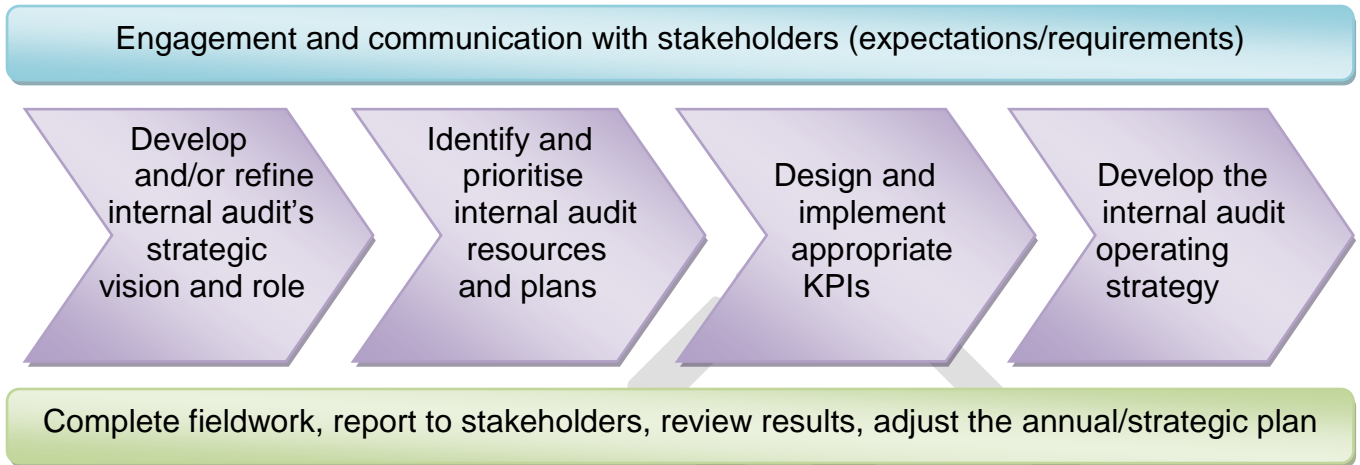 Engagement and communication with stakeholders (expectations/requirements)
Develop
and/or refine
internal audit’s
strategic
vision and role
Identify and
prioritise
internal audit
resources
and plans
Design and
implement
appropriate
KPIs
Develop the
internal audit
operating
strategy
Complete fieldwork, report to stakeholders, review results, adjust the annual/strategic plan